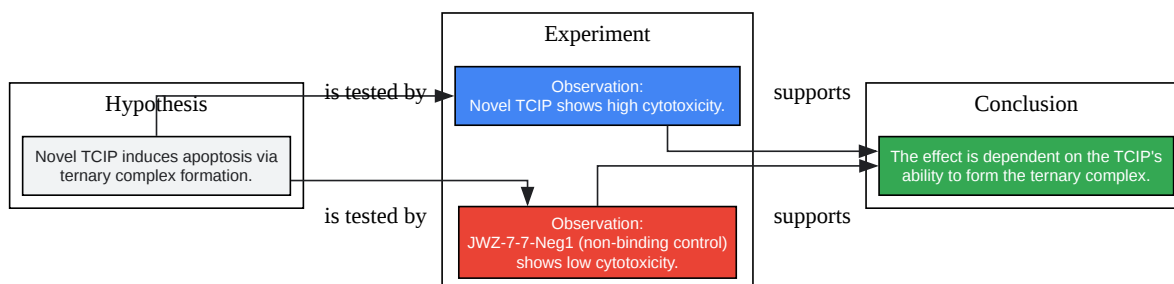 Hypothesis
Novel TCIP induces apoptosis via
ternary complex formation.
is tested by
is tested by
Experiment
Observation:
Novel TCIP shows high cytotoxicity.
Observation:
JWZ-7-7-Neg1 (non-binding control)
shows low cytotoxicity.
supports
supports
Conclusion
The effect is dependent on the TCIP's
ability to form the ternary complex.